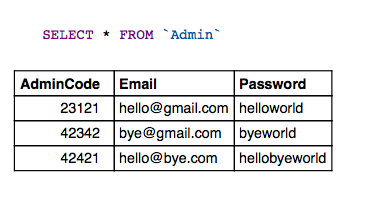 SELECT * FROM `Admin`
AdminCode Email Password
23121 hello@gmail.com helloworld
42342 bye@gmail.com byeworld
42421 hello@bye.com hellobyeworld